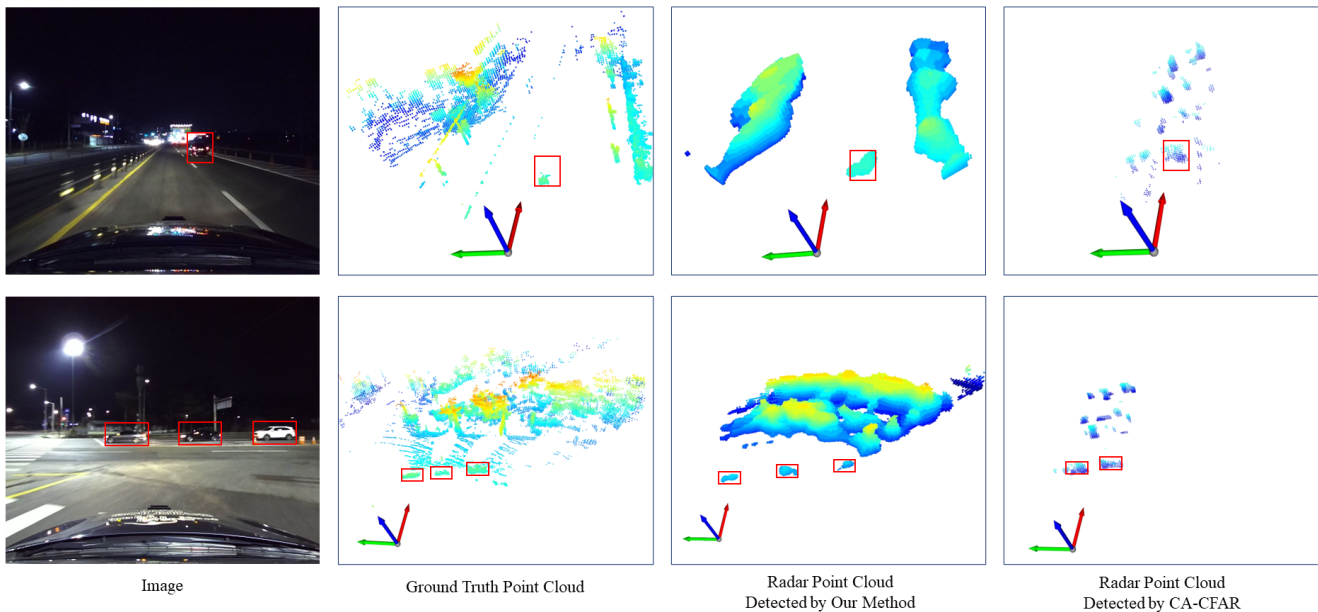 Image
Ground Truth Point Cloud
Radar Point Cloud
Detected by Our Method
Radar Point Cloud
Detected by CA-CFAR